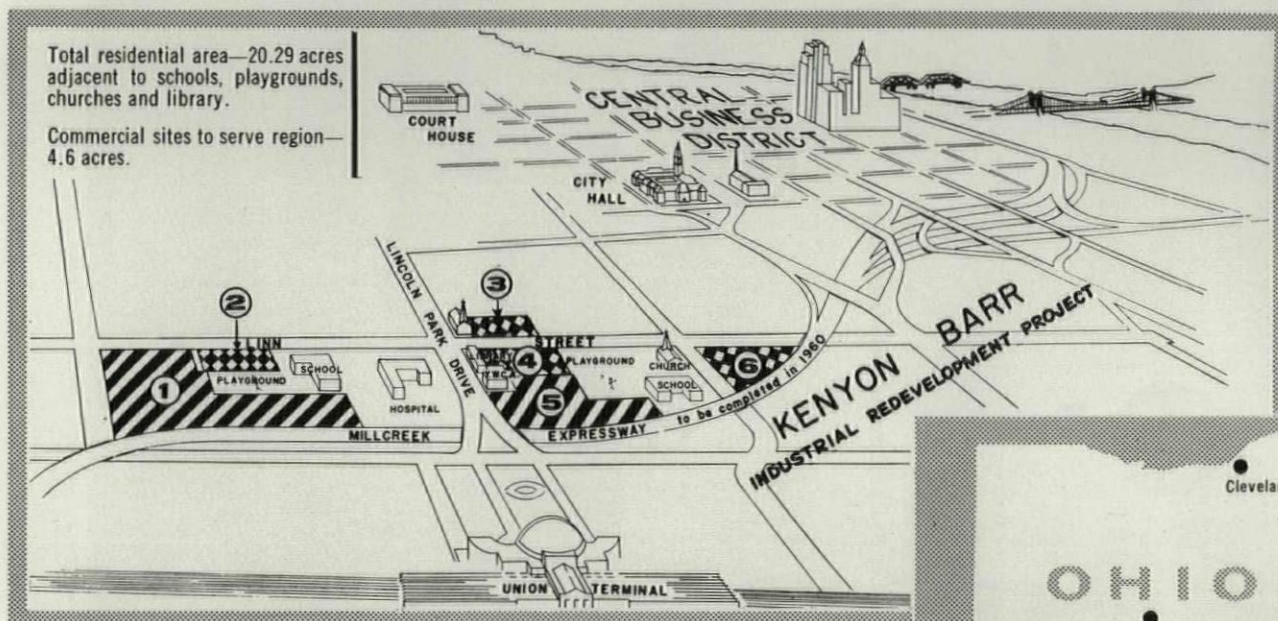 Total residential area—20.29 acres
adjacent to schools, playgrounds,
churches and library.
Commercial sites to serve region—
4.6 acres.
COURT
HOUSE
CENTRAL
BUSINESS
DISTRICT
CITY
HALL
LINCOLN PARK DRIVE
2
3
LINN
STREET
1
PLAYGROUND
SCHOOL
HOSPITAL
LIBRARY
Y.W.C.A.
4
5
PLAYGROUND
CHURCH
SCHOOL
6
MILLCREEK
EXPRESSWAY
to be completed in 1960
KENYON BARR
INDUSTRIAL REDEVELOPMENT PROJECT
UNION TERMINAL
Clevela
OHIO